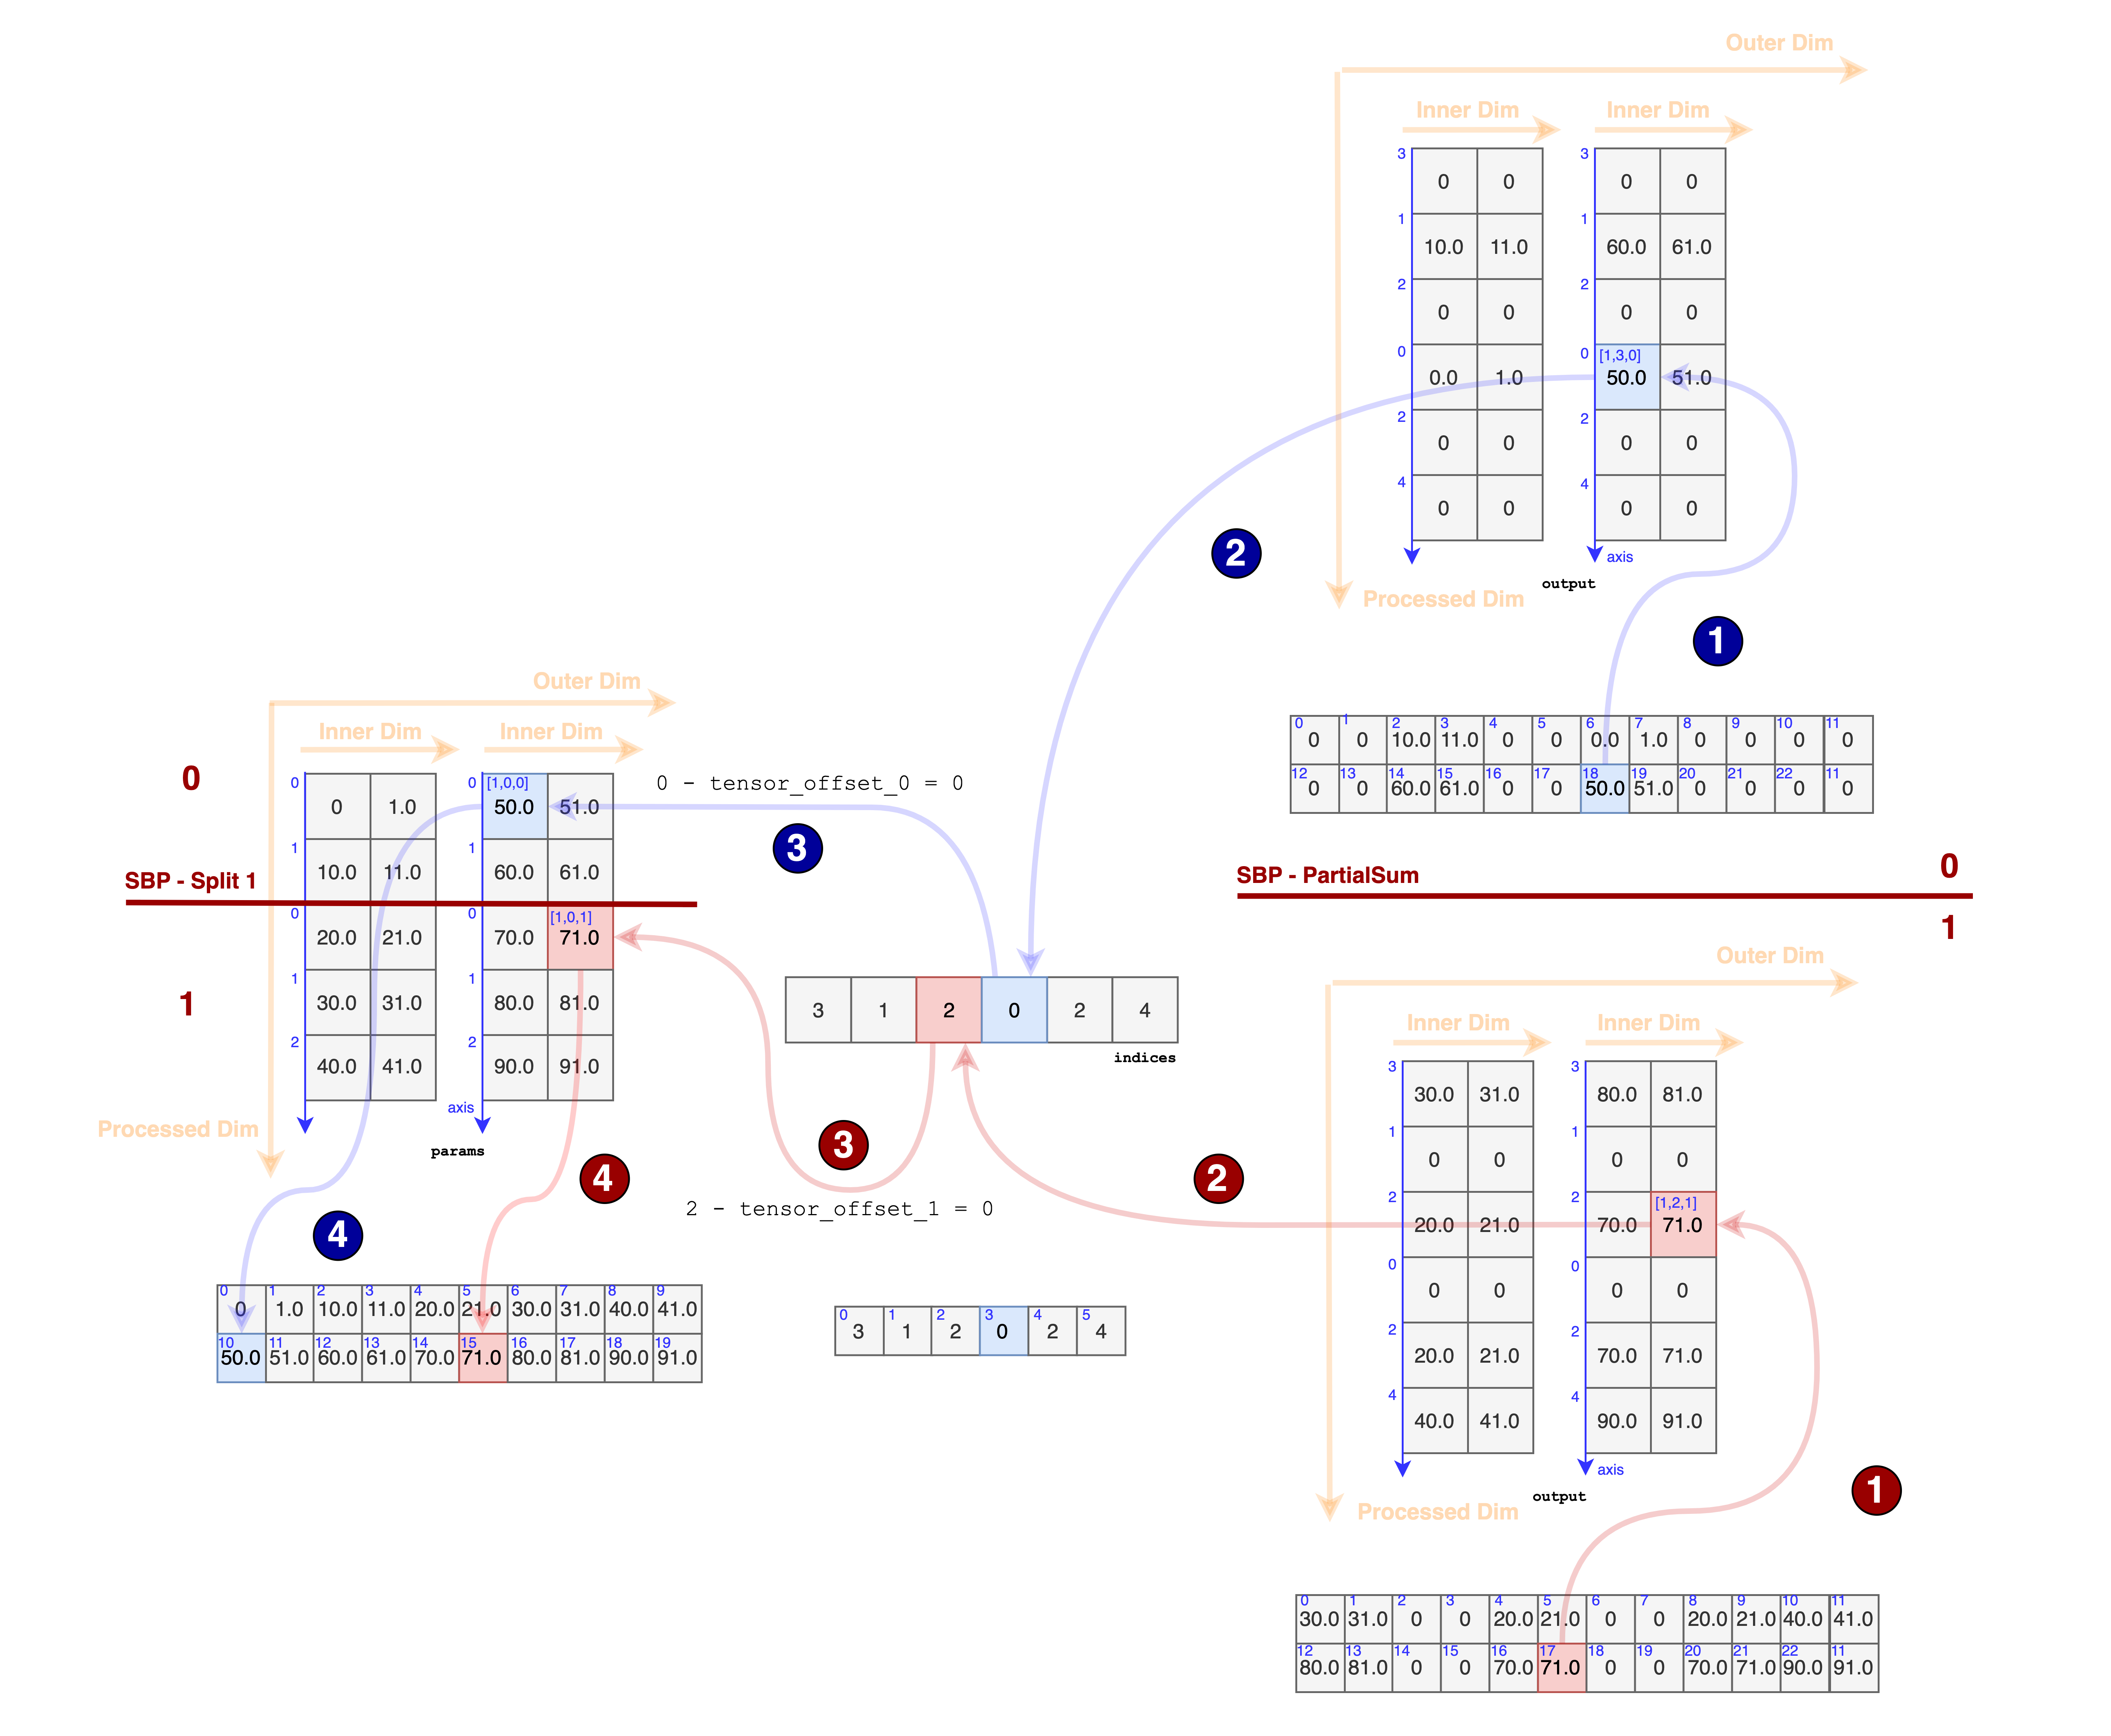 Outer Dim
Inner Dim Inner Dim
3 3
0 0 0 0
1 1
10.0 11.0 60.0 61.0
2 2
0 0 0 0
0 0 [1,3,0]
0.0 1.0 50.0 51.0
2 2
0 0 0 0
4 4
0 0 0 0
axis
output
Processed Dim
2
1
0 1 2 3 4 5 6 7 8 9 10 11
0 0 10.0 11.0 0 0 0.0 1.0 0 0 0 0
12 13 14 15 16 17 18 19 20 21 22 11
0 0 60.0 61.0 0 0 50.0 51.0 0 0 0 0
SBP - PartialSum
0
1
Outer Dim
Inner Dim Inner Dim
0
0 0 [1,0,0]
0 1.0 50.0 51.0
0 - tensor_offset_0 = 0
3
1 1
10.0 11.0 60.0 61.0
SBP - Split 1
0 0 [1,0,1]
20.0 21.0 70.0 71.0
1
1 1
30.0 31.0 80.0 81.0
2 2
40.0 41.0 90.0 91.0
axis
Processed Dim
params
3 1 2 0 2 4
indices
3
4
2
2 - tensor_offset_1 = 0
4
0 1 2 3 4 5 6 7 8 9
0 1.0 10.0 11.0 20.0 21.0 30.0 31.0 40.0 41.0
10 11 12 13 14 15 16 17 18 19
50.0 51.0 60.0 61.0 70.0 71.0 80.0 81.0 90.0 91.0
0 1 2 3 4 5
3 1 2 0 2 4
Outer Dim
Inner Dim Inner Dim
3 3
30.0 31.0 80.0 81.0
1 1
0 0 0 0
2 2 [1,2,1]
20.0 21.0 70.0 71.0
0 0
0 0 0 0
2 2
20.0 21.0 70.0 71.0
4 4
40.0 41.0 90.0 91.0
axis
output
Processed Dim
1
0 1 2 3 4 5 6 7 8 9 10 11
30.0 31.0 0 0 20.0 21.0 0 0 20.0 21.0 40.0 41.0
12 13 14 15 16 17 18 19 20 21 22 11
80.0 81.0 0 0 70.0 71.0 0 0 70.0 71.0 90.0 91.0